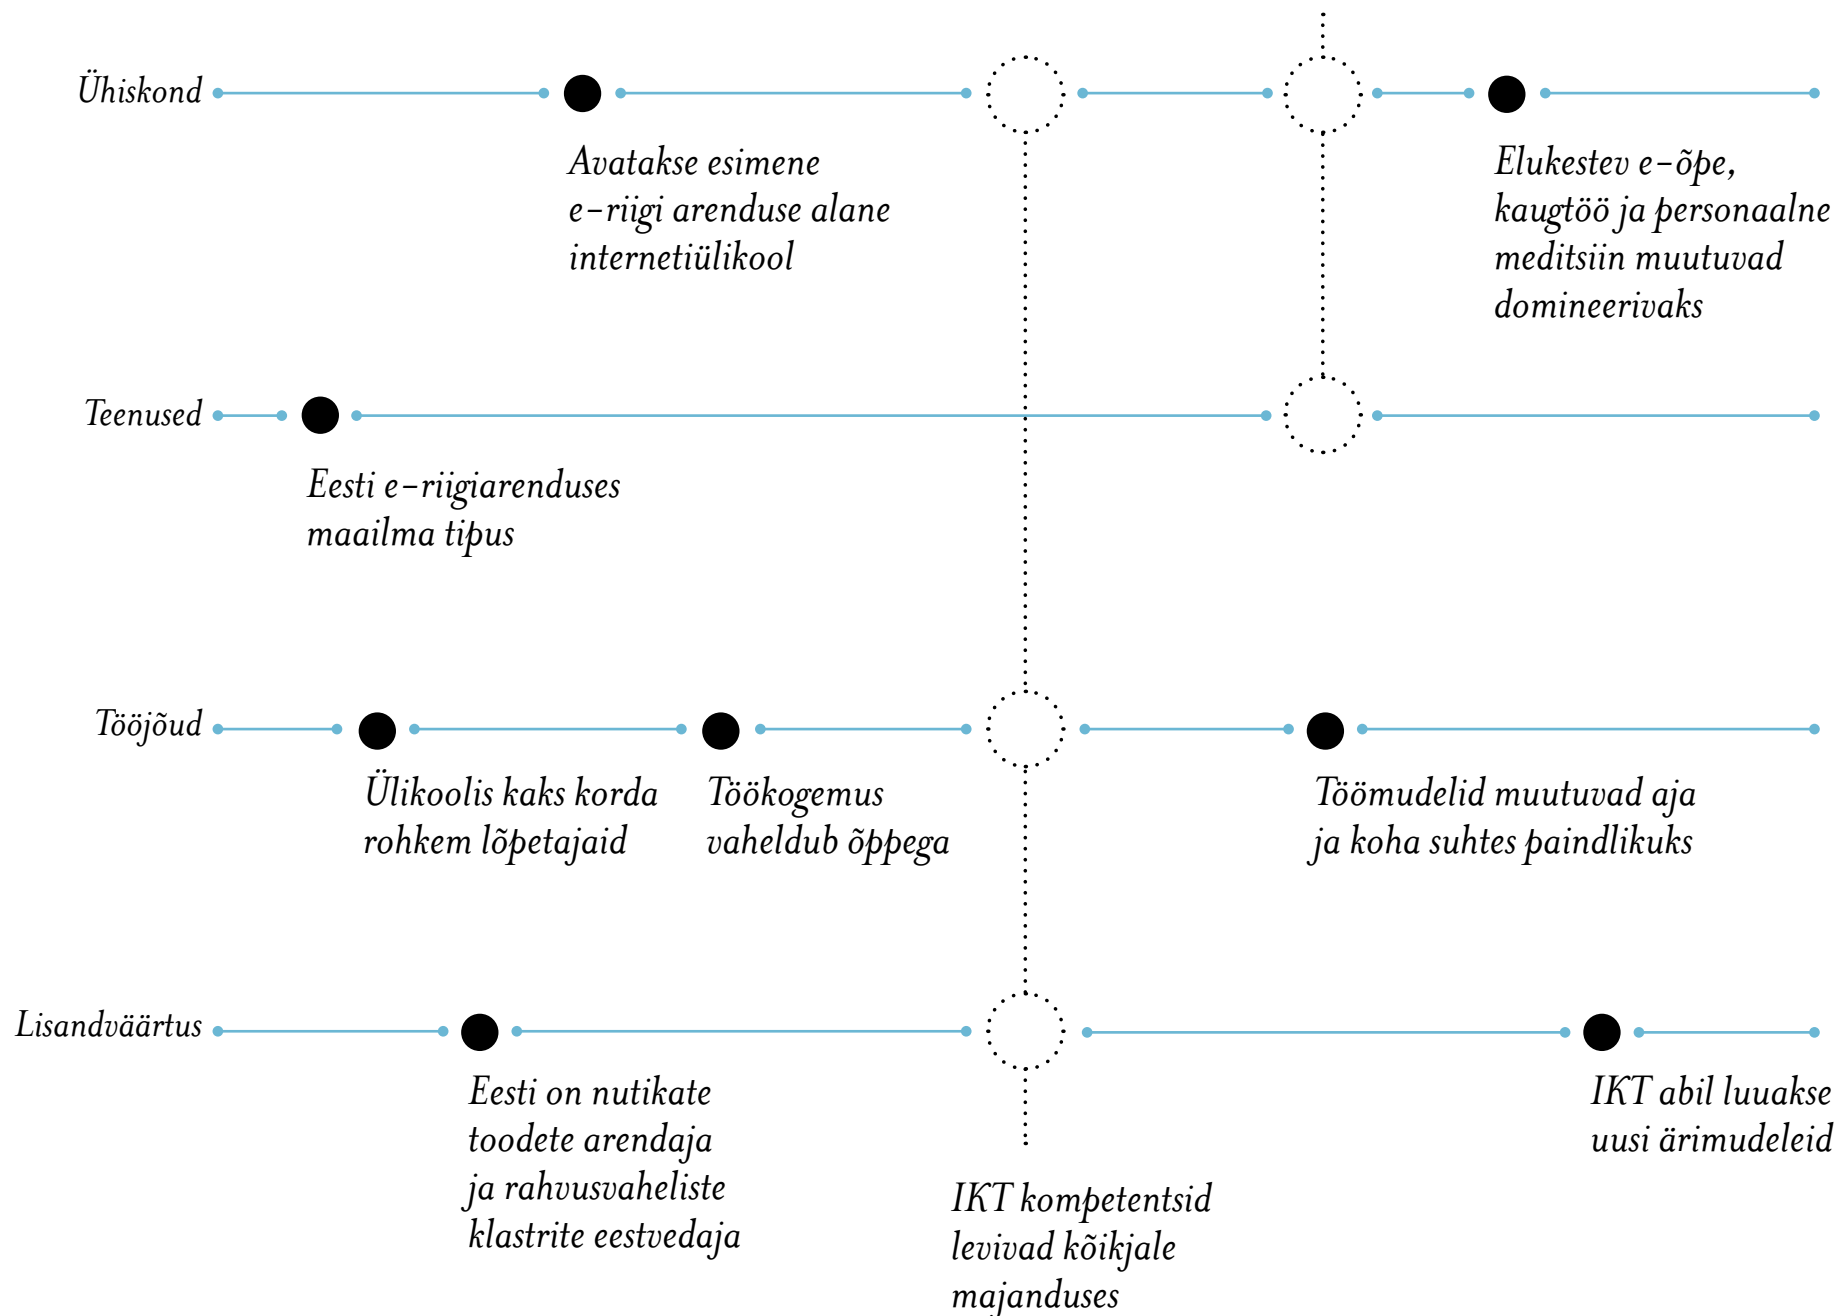 Ühiskond
Avatakse esimene
e-riigi arenduse alane
internetiülikool
Elukestev e-õpe,
kaugtöö ja personaalne
meditsiin muutuvad
domineerivaks
Teenused
Eesti e-riigiarenduses
maailma tipus
Tööjõud
Ülikoolis kaks korda
rohkem lõpetajaid
Töökogemus
vaheldub õppega
Töömudelid muutuvad aja
ja koha suhtes paindlikuks
Lisandväärtus
Eesti on nutikate
toodete arendaja
ja rahvusvaheliste
klastrite eestvedaja
IKT kompetentsid
levivad kõikjale
majanduses
IKT abil luuakse
uusi ärimudeleid